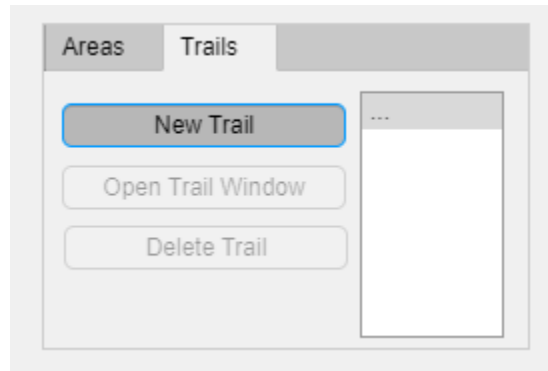 Areas Trails
New Trail
...
Open Trail Window
Delete Trail